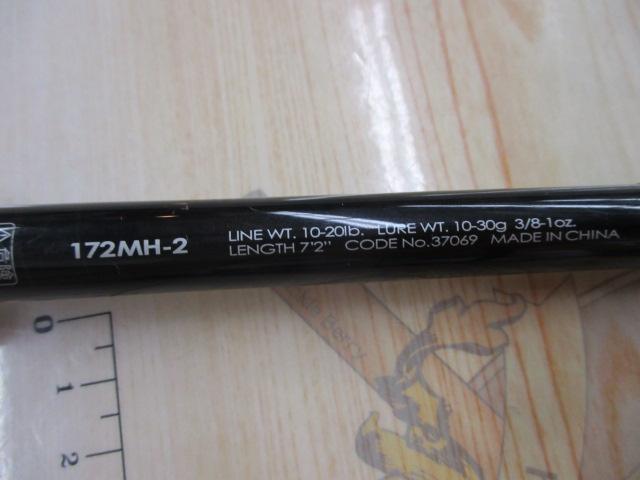 172MH-2
LINE WT. 10-20lb. LURE WT. 10-30g 3/8-1oz.
LENGTH 7'2" CODE No.37069 MADE IN CHINA
0
1
2